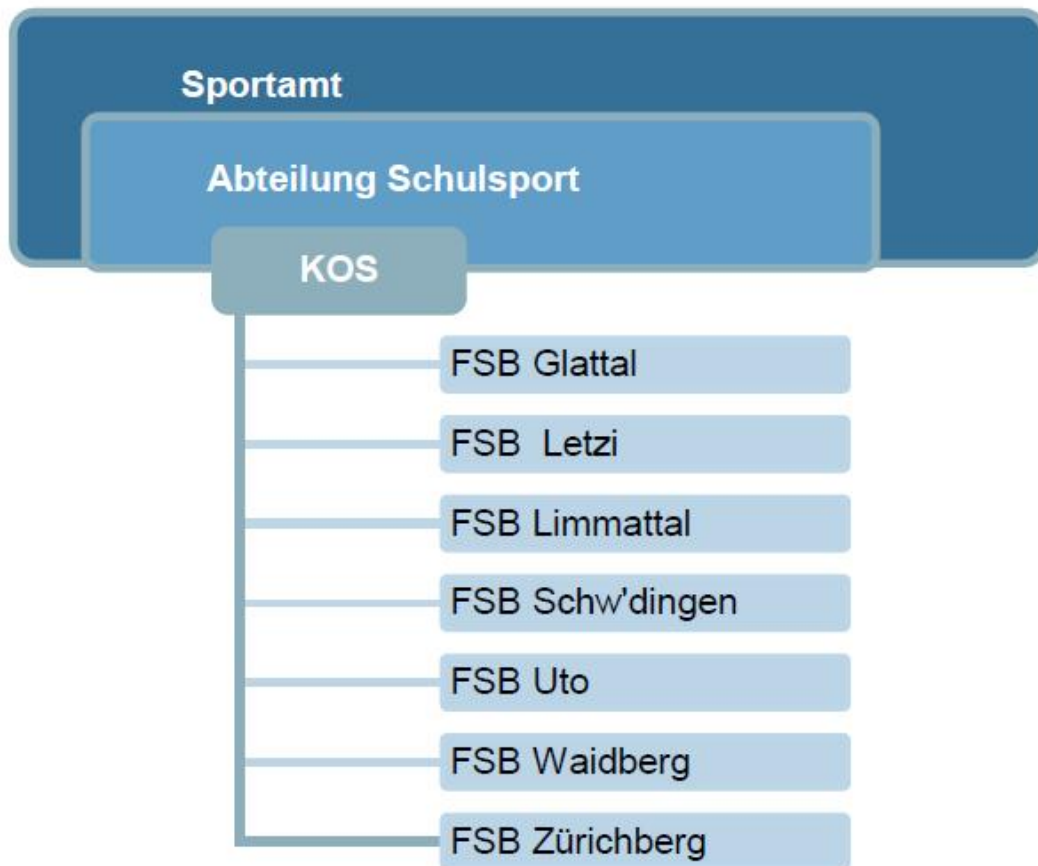 Sportamt
Abteilung Schulsport
KOS
FSB Glattal
FSB Letzi
FSB Limmattal
FSB Schw'dingen
FSB Uto
FSB Waidberg
FSB Zürichberg